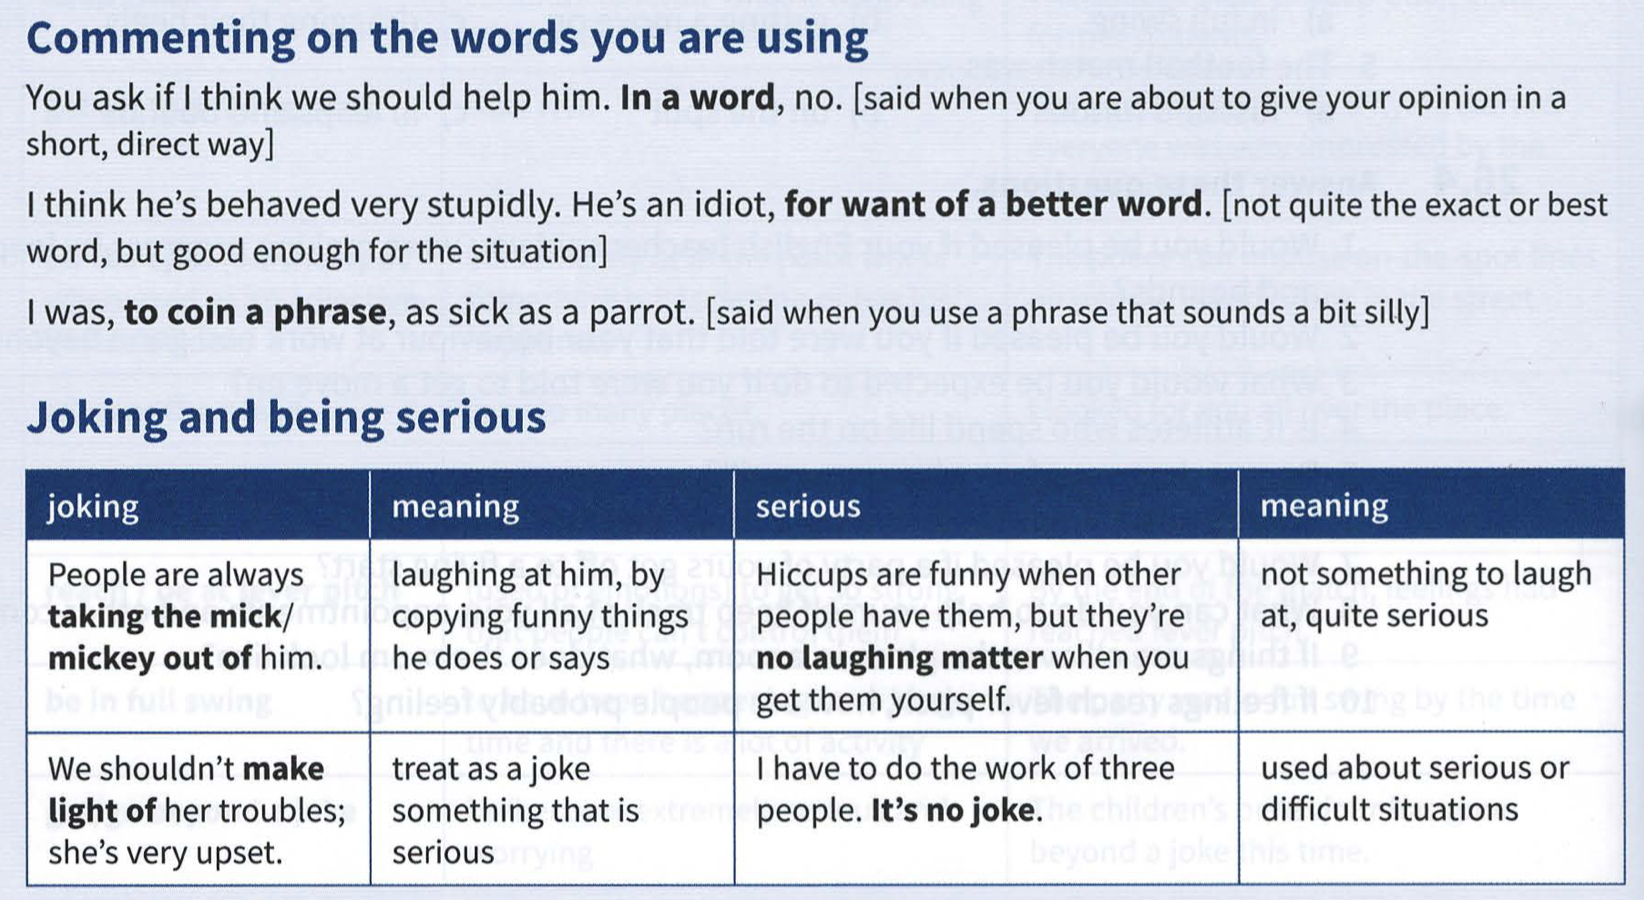 Commenting on the words you are using
You ask if I think we should help him. In a word, no. [said when you are about to give your opinion in a
short, direct way]
I think he's behaved very stupidly. He's an idiot, for want of a better word. [not quite the exact or best
word, but good enough for the situation]
I was, to coin a phrase, as sick as a parrot. [said when you use a phrase that sounds a bit silly]
Joking and being serious
joking meaning serious meaning
People are always laughing at him, by Hiccups are funny when other not something to laugh
taking the mick/ copying funny things people have them, but they're at, quite serious
mickey out of him. he does or says no laughing matter when you
get them yourself.
We shouldn't make treat as a joke I have to do the work of three used about serious or
light of her troubles; something that is people. It's no joke. difficult situations
she's very upset. serious